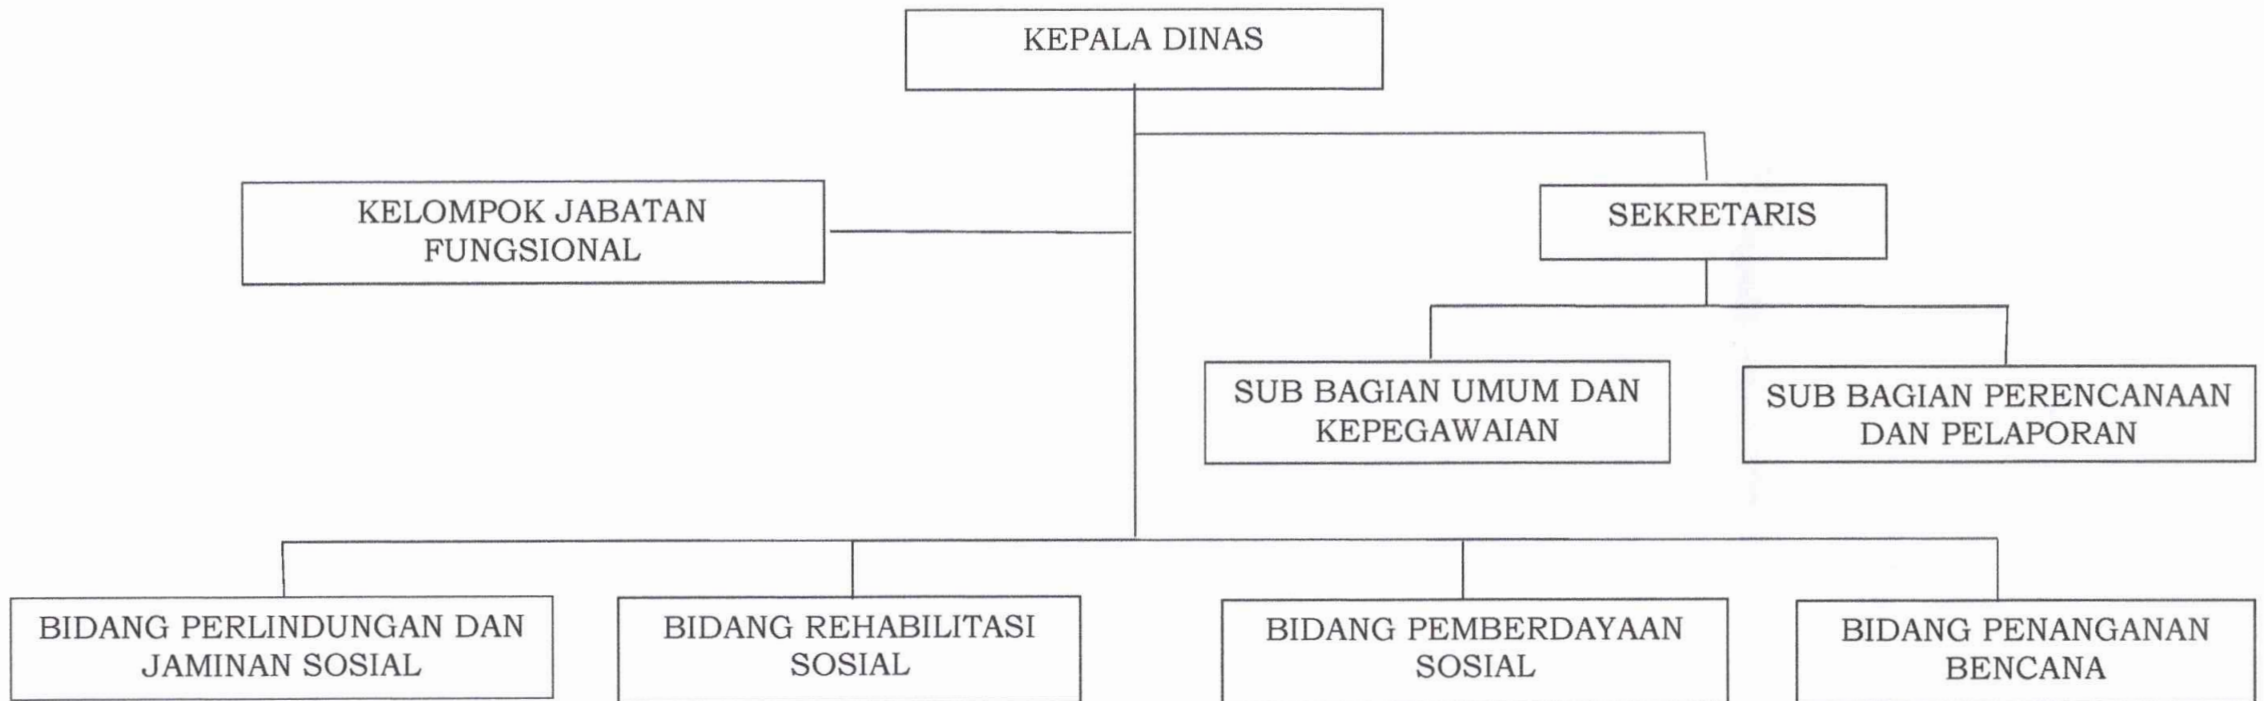 KEPALA DINAS
KELOMPOK JABATAN
FUNGSIONAL
SEKRETARIS
SUB BAGIAN UMUM DAN
KEPEGAWAIAN
SUB BAGIAN PERENCANAAN
DAN PELAPORAN
BIDANG PERLINDUNGAN DAN
JAMINAN SOSIAL
BIDANG REHABILITASI
SOSIAL
BIDANG PEMBERDAYAAN
SOSIAL
BIDANG PENANGANAN
BENCANA